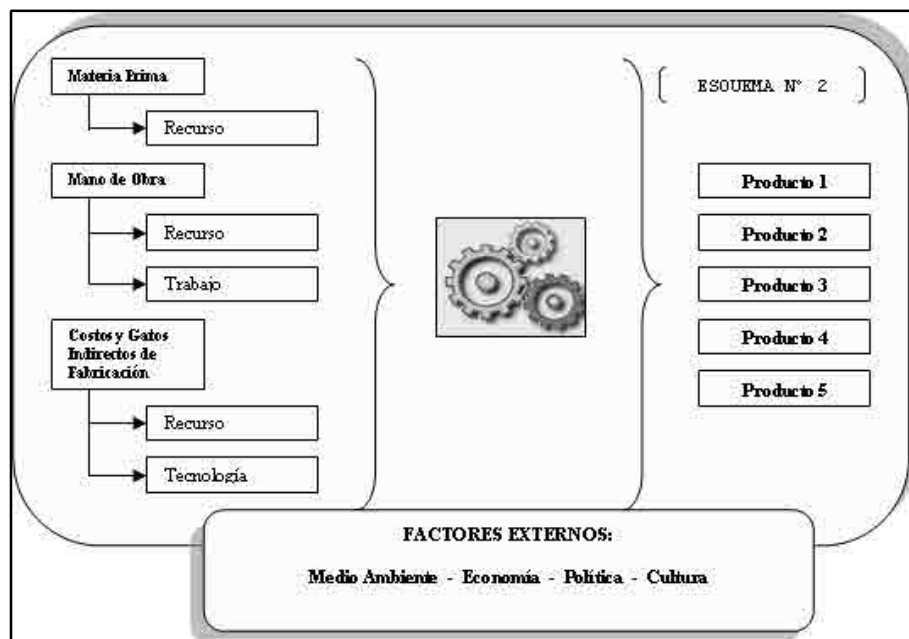 Materia Prima
Recurso
Mano de Obra
Recurso
Trabajo
Costos y Gatos
Indirectos de
Fabricación
Recurso
Tecnología
[ ESQUEMA N° 2 ]
Producto 1
Producto 2
Producto 3
Producto 4
Producto 5
FACTORES EXTERNOS:
Medio Ambiente - Economía - Política - Cultura